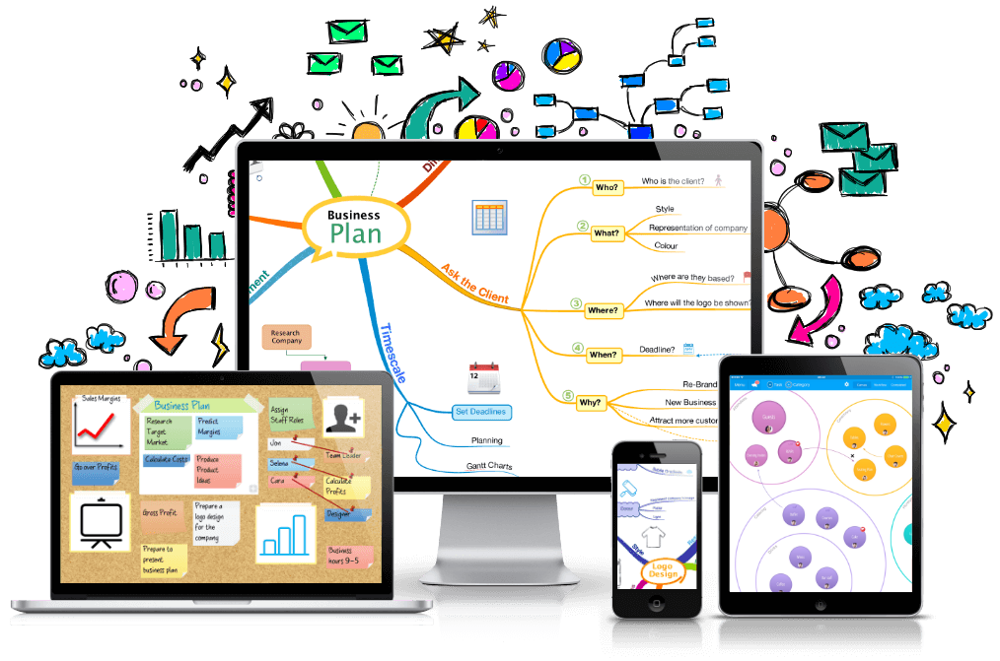 Business
Plan
Ask the Client
Timescale
ment
Research
Company
12
Set Deadlines
Planning
Gantt Charts
1
Who?
Who is the client?
2
What?
Style
Representation of company
Colour
3
Where?
Where are they based?
Where will the logo be shown?
4
When?
Deadline?
5
Why?
Re-Brand
New Business
Attract more custom
Sales Margins
Business Plan
Research
Target
Market
Predict
Margins
Assign
Staff Roles
Go over Profits
Calculate Costs
Produce
Product
Ideas
Jon
Selena
Cara
Team Leader
Calculate
Profits
Designer
Gross Profit
Prepare a
logo design
for the
company
Prepare to
present
business plan
Business
hours 9-5
Style
Logo
Design
Menu
Category